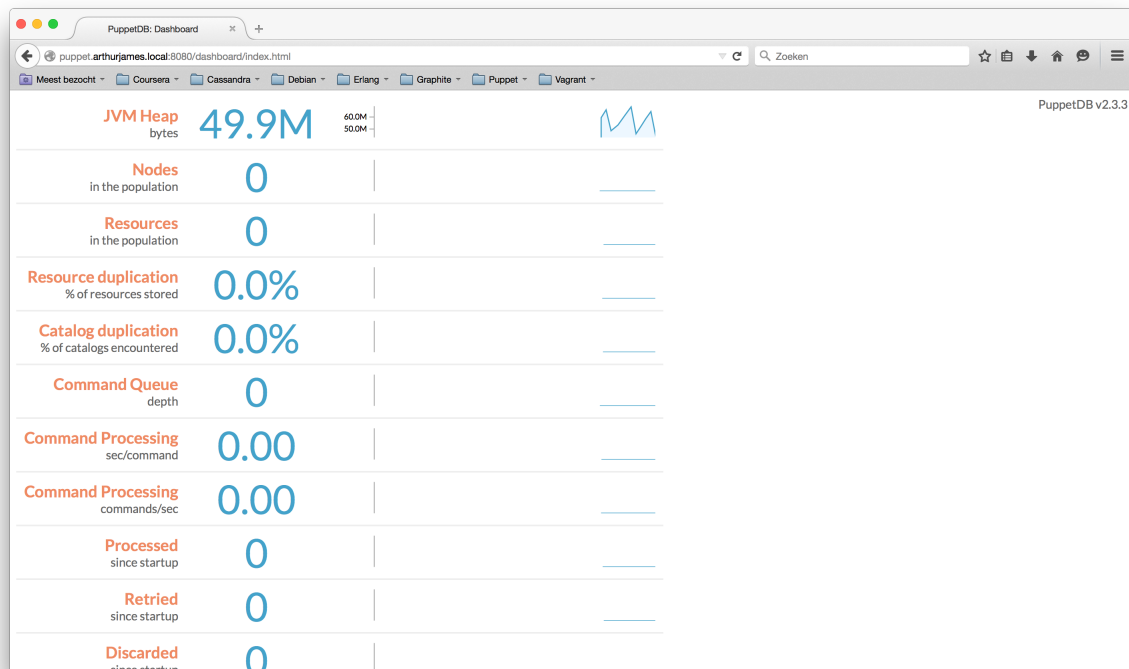 PuppetDB: Dashboard
puppet.arthurjames.local:8080/dashboard/index.html
Zoeken
Meest bezocht Coursera Cassandra Debian Erlang Graphite Puppet Vagrant
PuppetDB v2.3.3
JVM Heap
bytes
49.9M
60.0M
50.0M
Nodes
in the population
0
Resources
in the population
0
Resource duplication
% of resources stored
0.0%
Catalog duplication
% of catalogs encountered
0.0%
Command Queue
depth
0
Command Processing
sec/command
0.00
Command Processing
commands/sec
0.00
Processed
since startup
0
Retried
since startup
0
Discarded
since startup
0